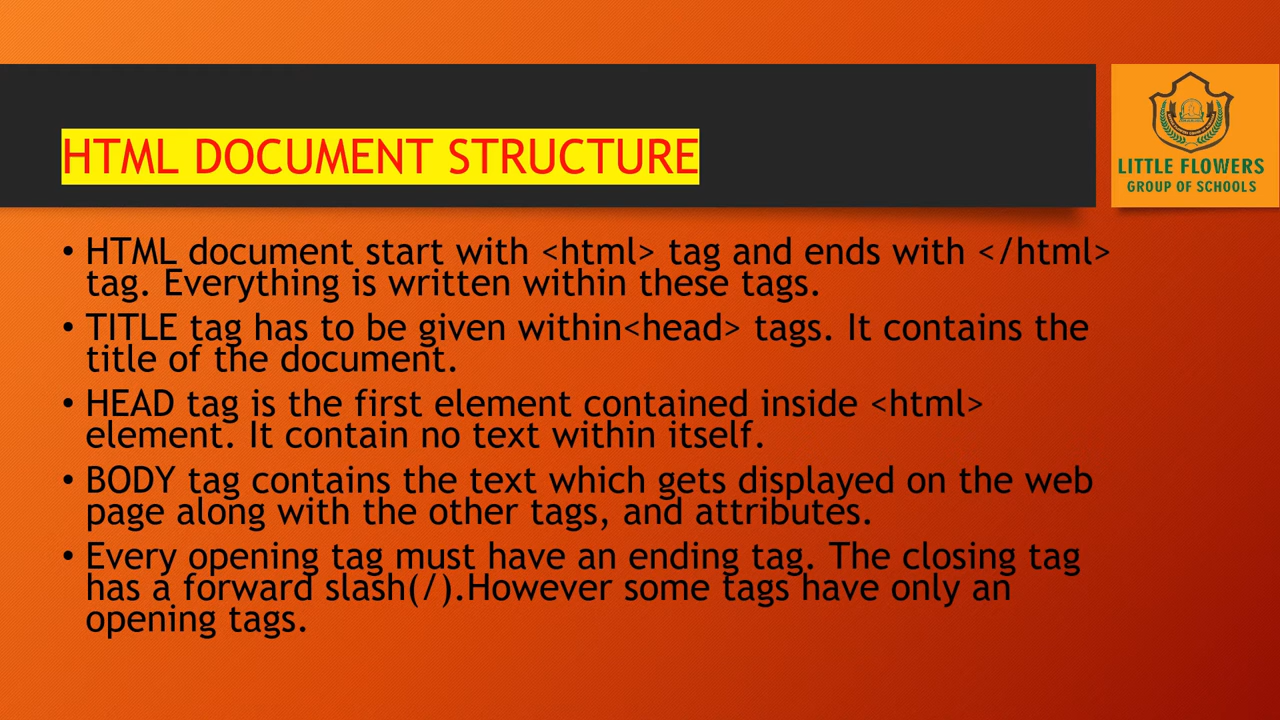 HTML DOCUMENT STRUCTURE
LITTLE FLOWERS
GROUP OF SCHOOLS
• HTML document start with <html> tag and ends with </html>
tag. Everything is written within these tags.
• TITLE tag has to be given within<head> tags. It contains the
title of the document.
• HEAD tag is the first element contained inside <html>
element. It contain no text within itself.
• BODY tag contains the text which gets displayed on the web
page along with the other tags, and attributes.
• Every opening tag must have an ending tag. The closing tag
has a forward slash(/).However some tags have only an
opening tags.